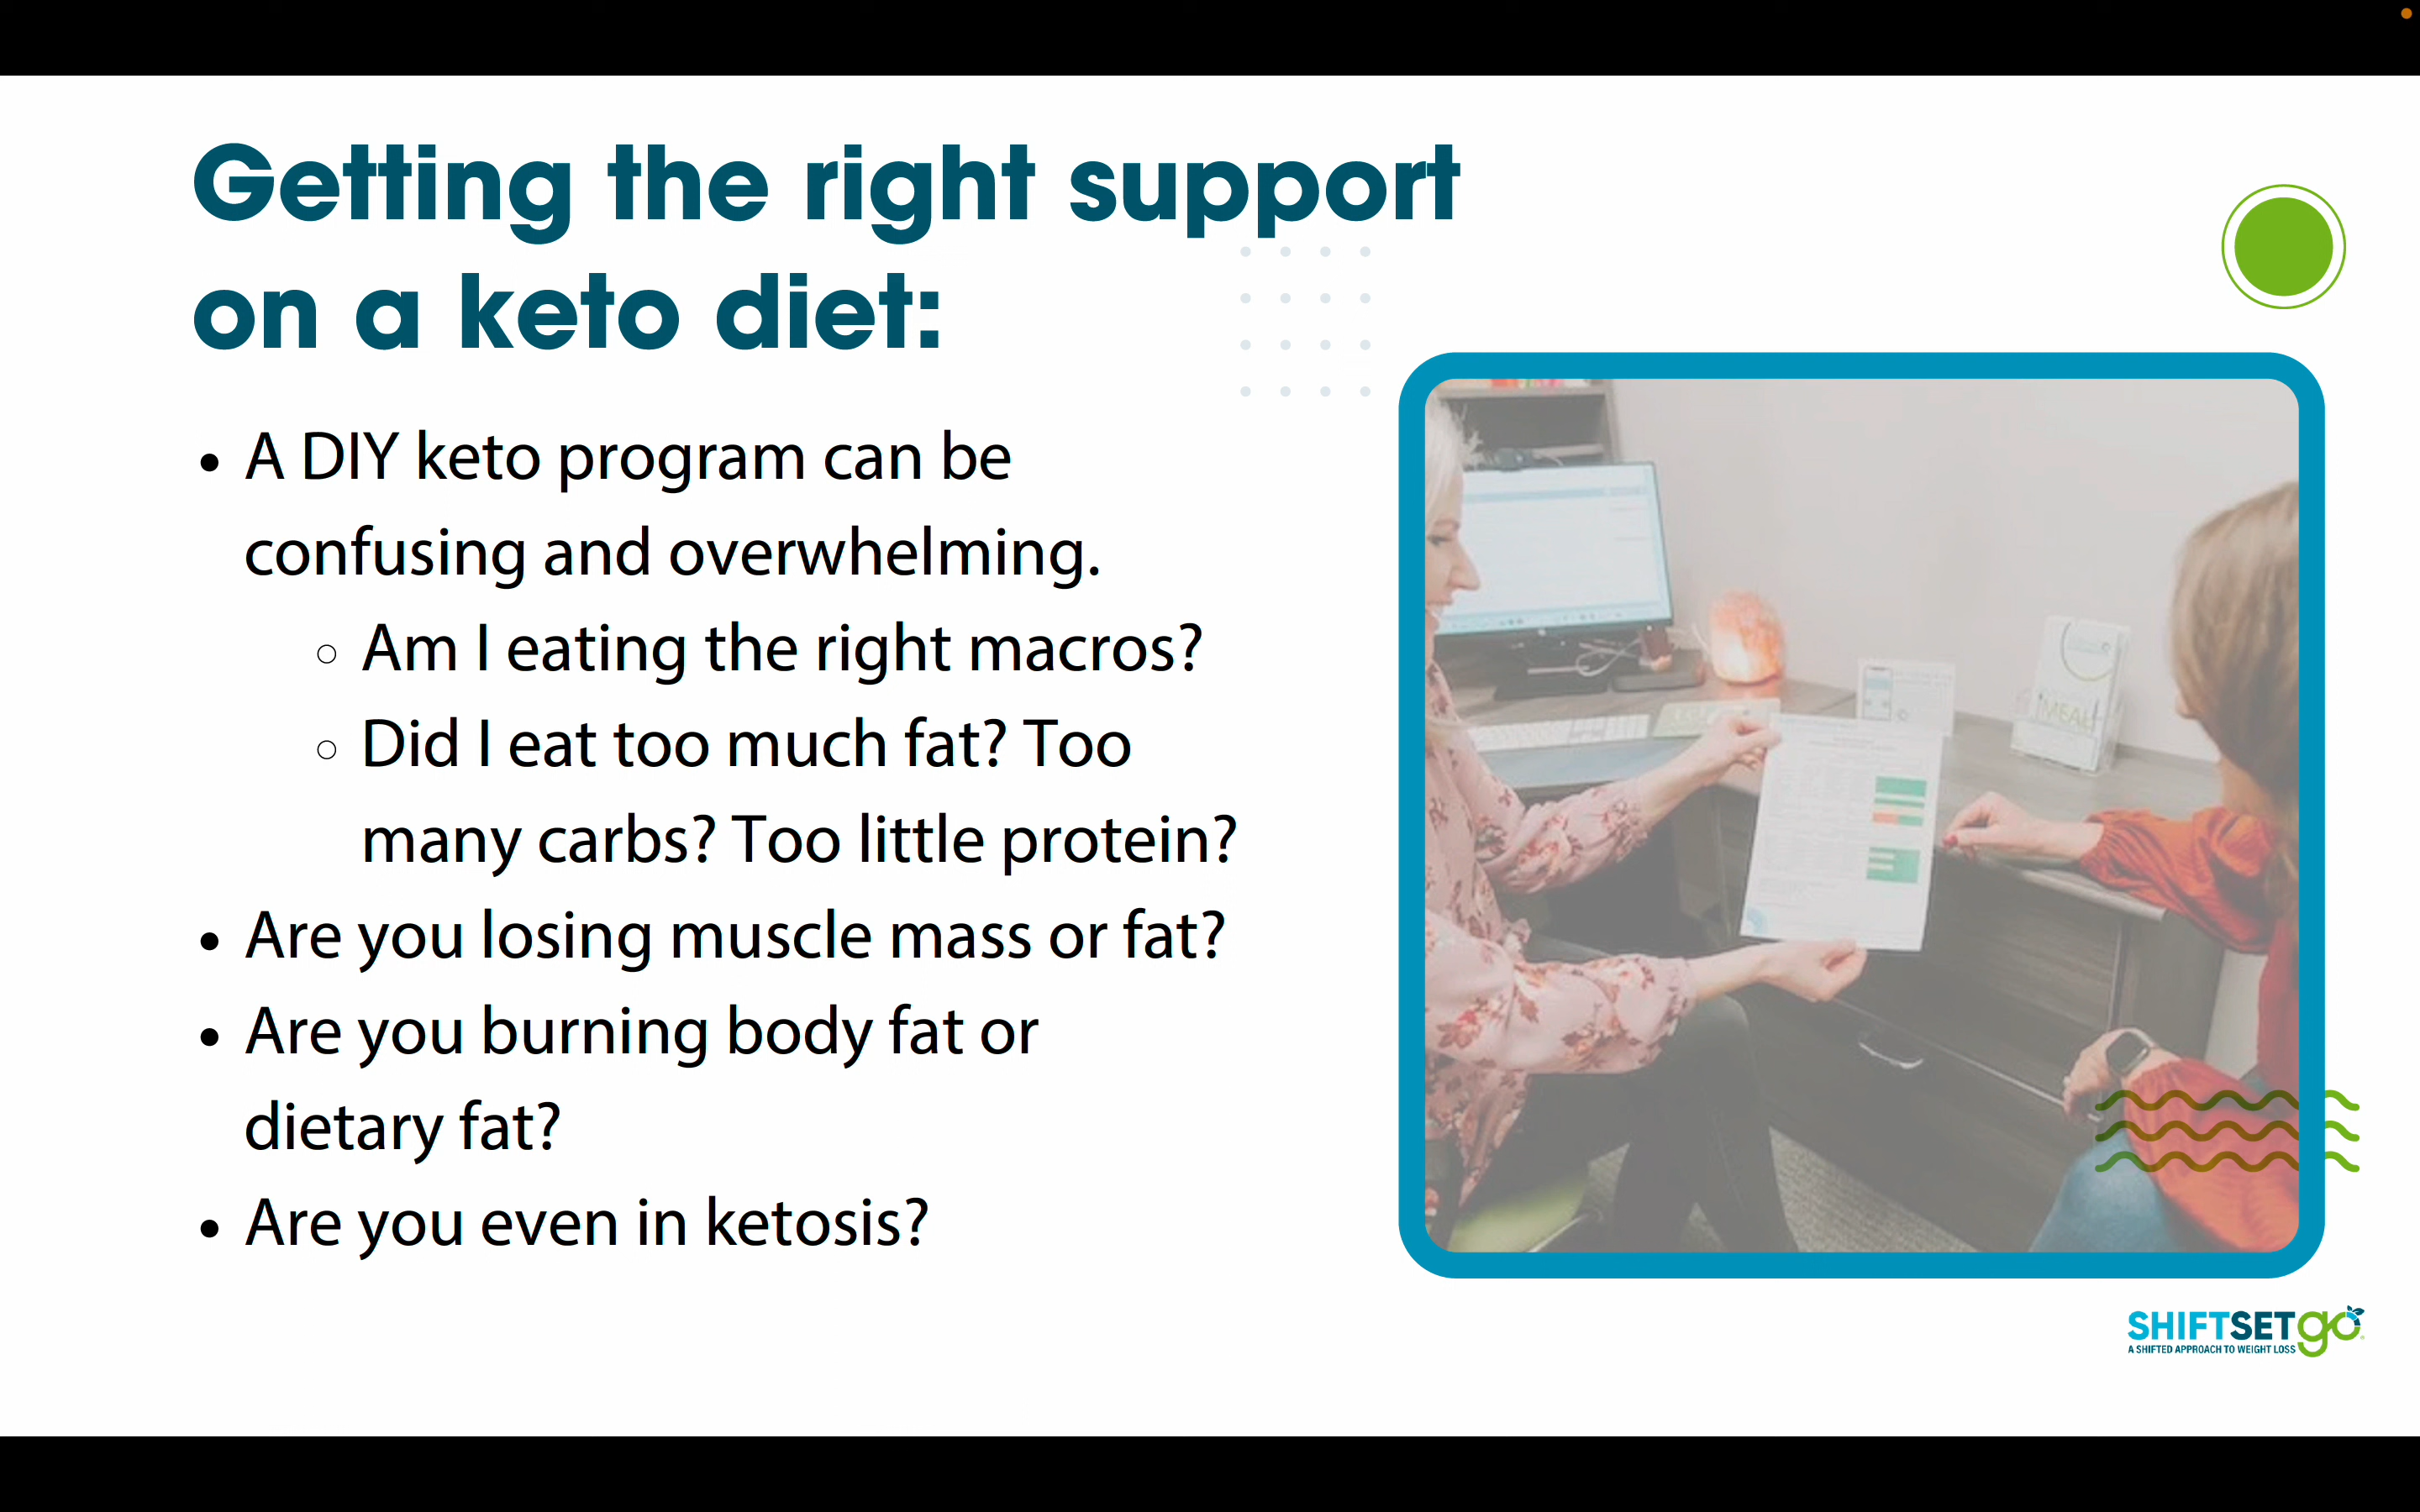 Getting the right support
on a keto diet:
• A DIY keto program can be
confusing and overwhelming.
○ Am I eating the right macros?
○ Did I eat too much fat? Too
many carbs? Too little protein?
• Are you losing muscle mass or fat?
• Are you burning body fat or
dietary fat?
• Are you even in ketosis?
MEAL
SHIFTSETgo
A SHIFTED APPROACH TO WEIGHT LOSS